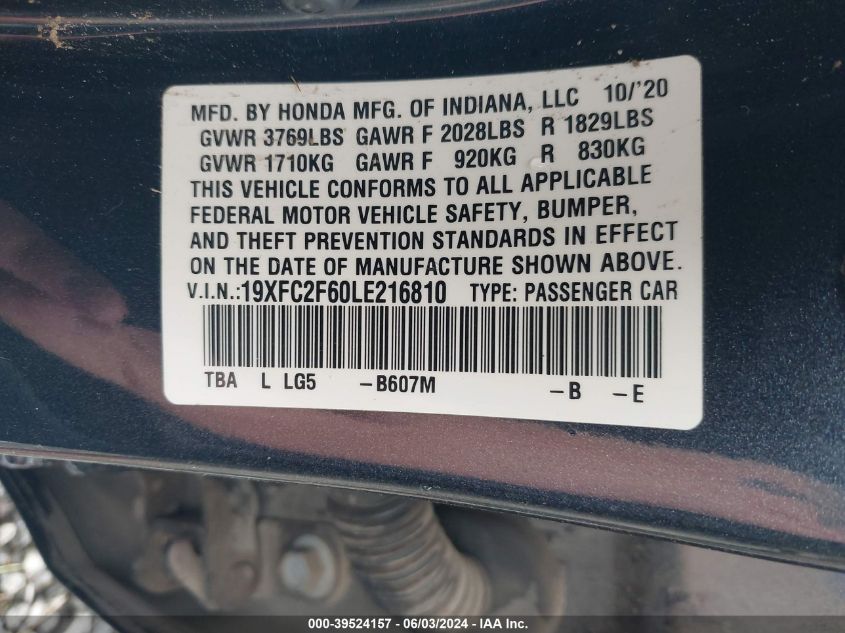 MFD. BY HONDA MFG. OF INDIANA, LLC 10/'20
GVWR 3769LBS GAWR F 2028LBS R 1829LBS
GVWR 1710KG GAWR F 920KG R 830KG
THIS VEHICLE CONFORMS TO ALL APPLICABLE
FEDERAL MOTOR VEHICLE SAFETY, BUMPER,
AND THEFT PREVENTION STANDARDS IN EFFECT
ON THE DATE OF MANUFACTURE SHOWN ABOVE.
V.I.N.:19XFC2F60LE216810 TYPE: PASSENGER CAR
TBA L LG5 -B607M -B -E
000-39524157 - 06/03/2024 - IAA Inc.